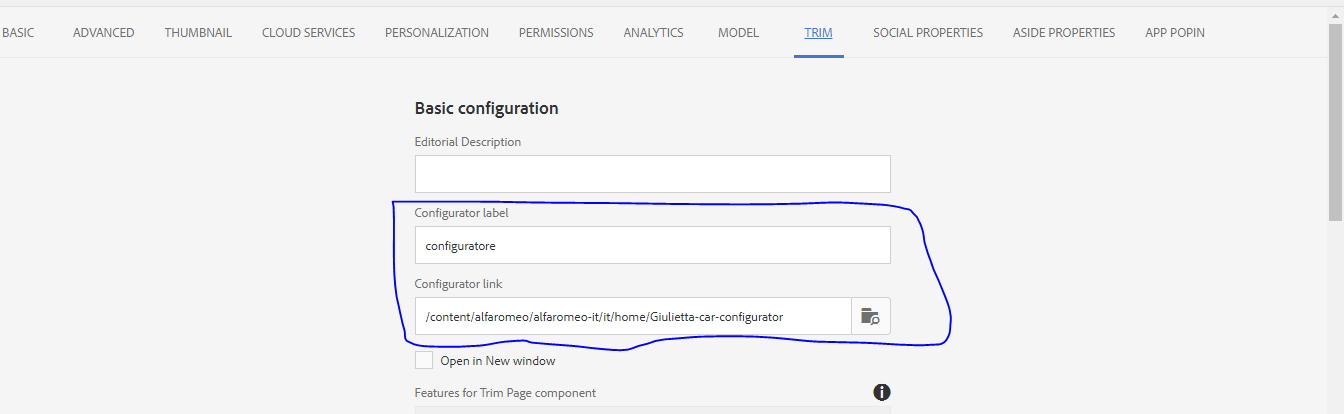 BASIC ADVANCED THUMBNAIL CLOUD SERVICES PERSONALIZATION PERMISSIONS ANALYTICS MODEL TRIM SOCIAL PROPERTIES ASIDE PROPERTIES APP POPIN
Basic configuration
Editorial Description
Configurator label
configuratore
Configurator link
/content/alfaromeo/alfaromeo-it/it/home/Giulietta-car-configurator
Open in New window
Features for Trim Page component